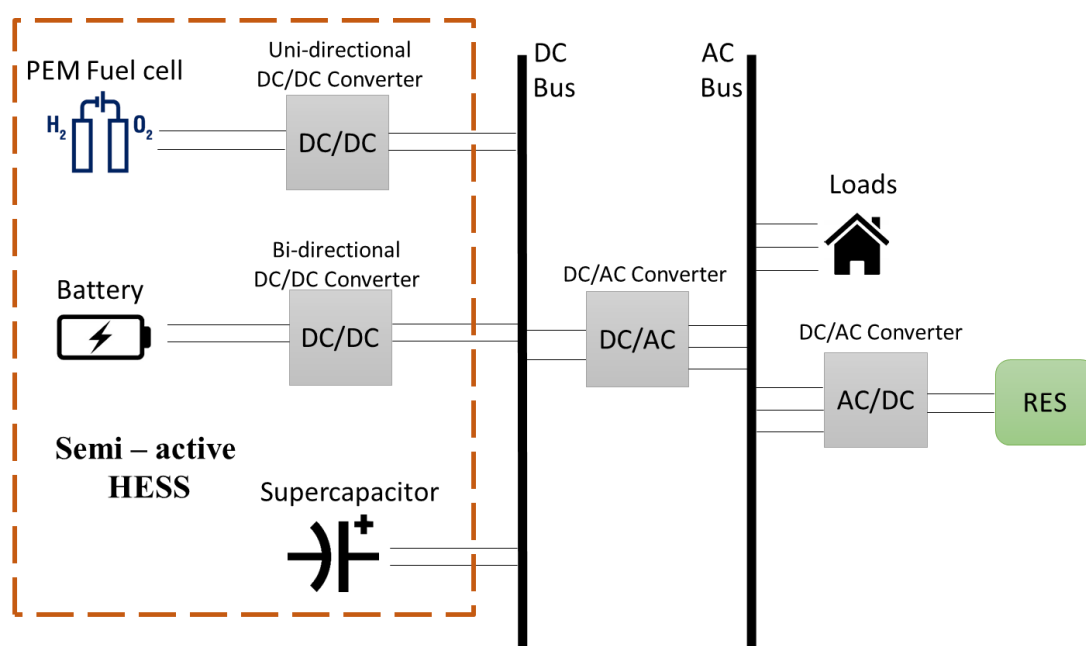 Uni-directional
DC/DC Converter
PEM Fuel cell
H2
O2
DC/DC
DC
Bus
AC
Bus
Loads
Bi-directional
DC/DC Converter
Battery
DC/DC
DC/AC Converter
DC/AC
DC/AC Converter
AC/DC
RES
Semi – active
HESS
Supercapacitor
+